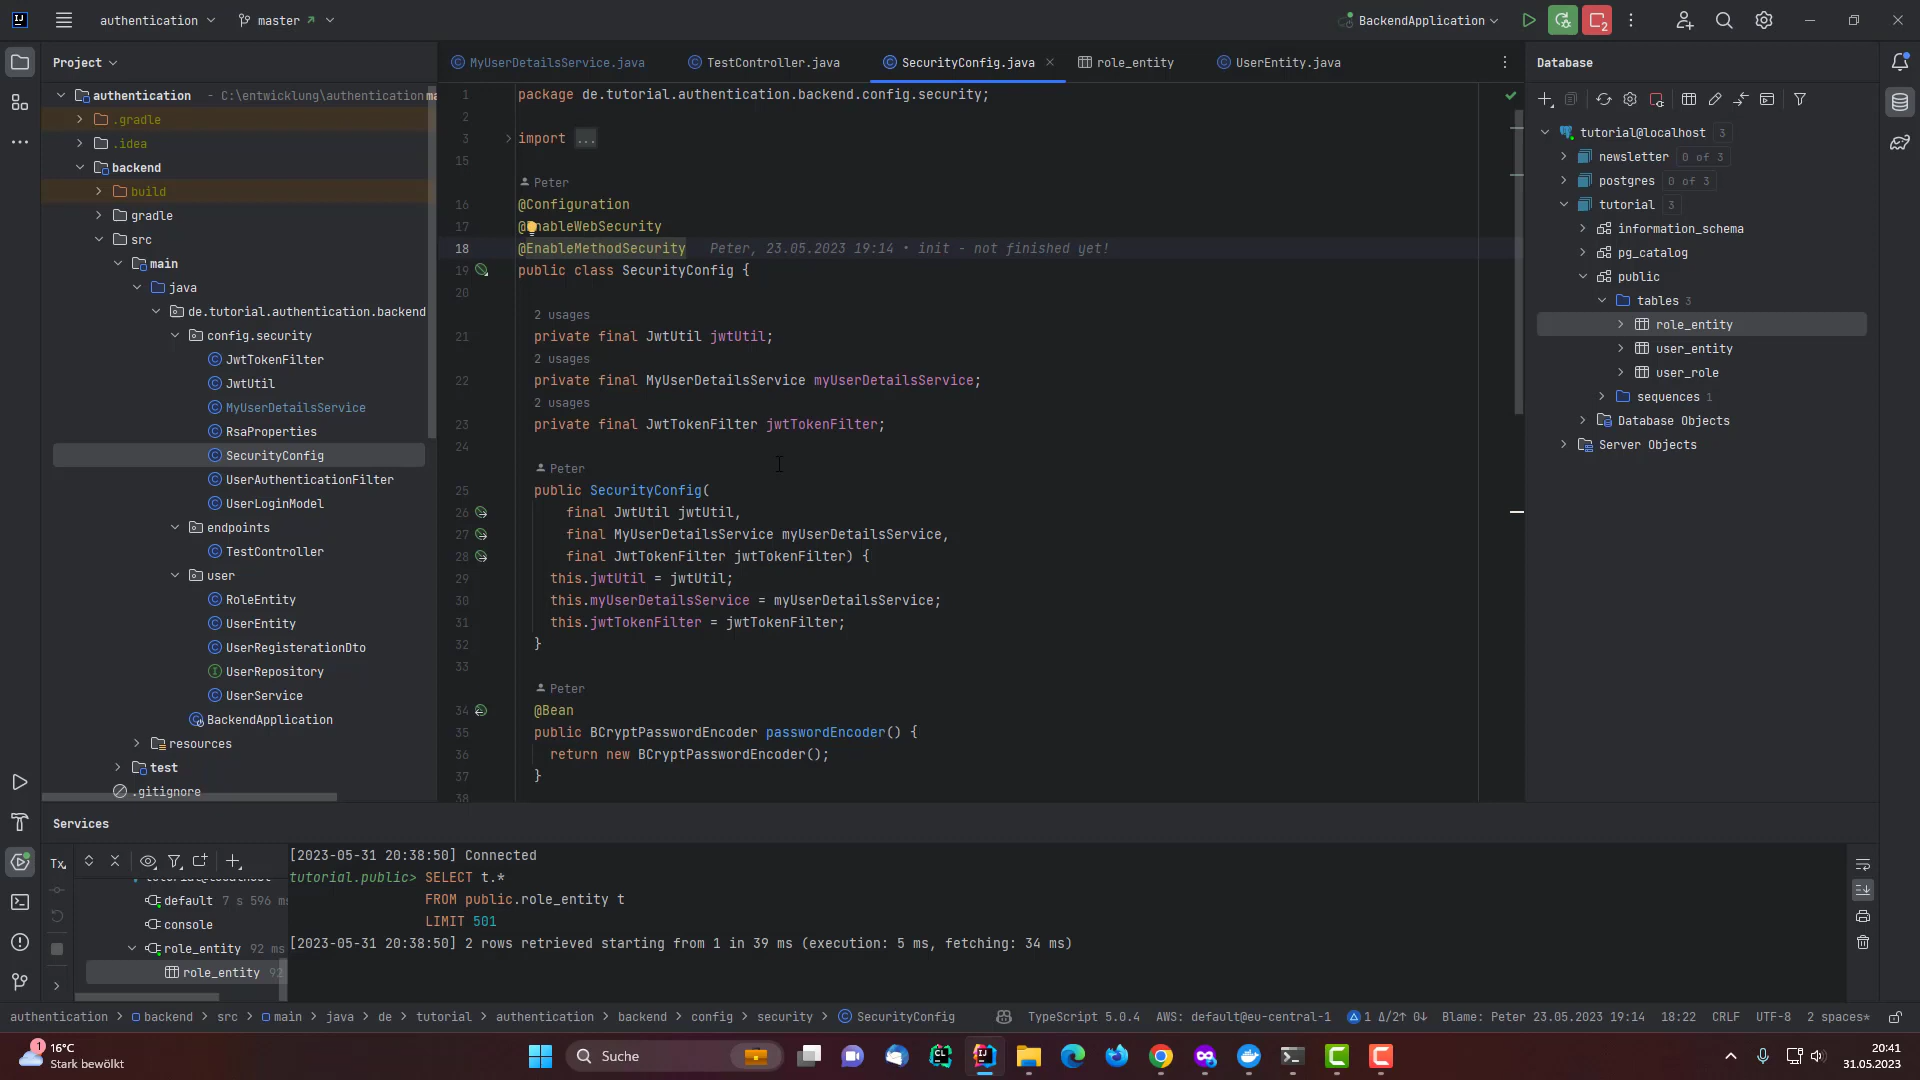 authentication
master
BackendApplication
2
Project
MyUserDetailsService.java
TestController.java
SecurityConfig.java
role_entity
UserEntity.java
Database
authentication - C:\entwicklung\authentication ma
.gradle
.idea
backend
build
gradle
src
main
java
de.tutorial.authentication.backend
config.security
JwtTokenFilter
JwtUtil
MyUserDetailsService
RsaProperties
SecurityConfig
UserAuthenticationFilter
UserLoginModel
endpoints
TestController
user
RoleEntity
UserEntity
UserRegisterationDto
UserRepository
UserService
BackendApplication
resources
test
.gitignore
1 package de.tutorial.authentication.backend.config.security;
2
3 import ...
15
Peter
16 @Configuration
17 @EnableWebSecurity
18 @EnableMethodSecurity Peter, 23.05.2023 19:14 • init - not finished yet!
19 public class SecurityConfig {
20
2 usages
21 private final JwtUtil jwtUtil;
2 usages
22 private final MyUserDetailsService myUserDetailsService;
2 usages
23 private final JwtTokenFilter jwtTokenFilter;
24
Peter
25 public SecurityConfig(
26 final JwtUtil jwtUtil,
27 final MyUserDetailsService myUserDetailsService,
28 final JwtTokenFilter jwtTokenFilter) {
29 this.jwtUtil = jwtUtil;
30 this.myUserDetailsService = myUserDetailsService;
31 this.jwtTokenFilter = jwtTokenFilter;
32 }
33
Peter
34 @Bean
35 public BCryptPasswordEncoder passwordEncoder() {
36 return new BCryptPasswordEncoder();
37 }
38
tutorial@localhost 3
newsletter 0 of 3
postgres 0 of 3
tutorial 3
information_schema
pg_catalog
public
tables 3
role_entity
user_entity
user_role
sequences 1
Database Objects
Server Objects
Services
Tx
tutorial@localhost
default 7 s 596 ms
console
role_entity 92 ms
role_entity 92
[2023-05-31 20:38:50] Connected
tutorial.public> SELECT t.*
FROM public.role_entity t
LIMIT 501
[2023-05-31 20:38:50] 2 rows retrieved starting from 1 in 39 ms (execution: 5 ms, fetching: 34 ms)
authentication > backend > src > main > java > de > tutorial > authentication > backend > config > security > SecurityConfig
TypeScript 5.0.4 AWS: default@eu-central-1 1 Δ/2↑ 0↓ Blame: Peter 23.05.2023 19:14 18:22 CRLF UTF-8 2 spaces*
1
16°C
Stark bewölkt
Suche
20:41
31.05.2023